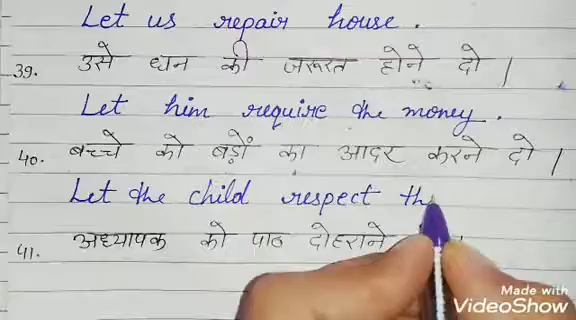 Let us repair house.
39. उसे धन की जरूरत होने दो |
Let him require the money.
40. बच्चे को बड़ों का आदर करने दो |
Let the child respect th
41. अध्यापक को पाठ दोहराने
Made with
VideoShow